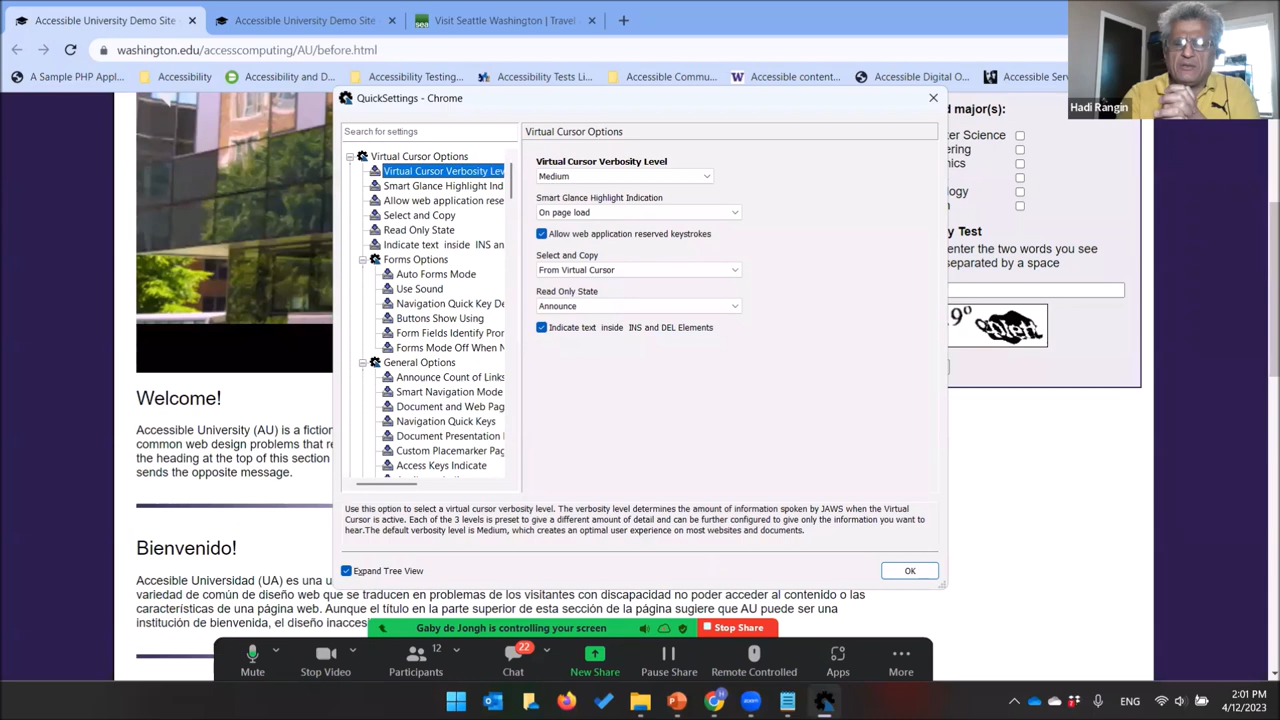 Accessible University Demo Site -
Accessible University Demo Site -
Visit Seattle Washington | Travel
washington.edu/accesscomputing/AU/before.html
A Sample PHP Appl...
Accessibility
Accessibility and D...
Accessibility Testing...
Accessibility Tests Li...
Accessible Commu...
Accessible content...
Accessible Digital O...
Accessible Serv
Hadi Rangin
QuickSettings - Chrome
Search for settings
Virtual Cursor Options
Virtual Cursor Verbosity Lev
Smart Glance Highlight Ind
Allow web application rese
Select and Copy
Read Only State
Indicate text inside INS an
Forms Options
Auto Forms Mode
Use Sound
Navigation Quick Key De
Buttons Show Using
Form Fields Identify Pro
Forms Mode Off When N
General Options
Announce Count of Links
Smart Navigation Mode
Document and Web Pag
Navigation Quick Keys
Document Presentation
Custom Placemarker Pag
Access Keys Indicate
Virtual Cursor Options
Virtual Cursor Verbosity Level
Medium
Smart Glance Highlight Indication
On page load
Allow web application reserved keystrokes
Select and Copy
From Virtual Cursor
Read Only State
Announce
Indicate text inside INS and DEL Elements
Use this option to select a virtual cursor verbosity level. The verbosity level determines the amount of information spoken by JAWS when the Virtual
Cursor is active. Each of the 3 levels is preset to give a different amount of detail and can be further configured to give only the information you want to
hear.The default verbosity level is Medium, which creates an optimal user experience on most websites and documents.
Expand Tree View
OK
d major(s):
ter Science
ering
nics
ology
y Test
enter the two words you see
separated by a space
Welcome!
Accessible University (AU) is a fiction
common web design problems that re
the heading at the top of this section
sends the opposite message.
Bienvenido!
Accesible Universidad (UA) es una u
variedad de común de diseño web que se traducen en problemas de los visitantes con discapacidad no poder acceder al contenido o las
características de una página web. Aunque el título en la parte superior de esta sección de la página sugiere que AU puede ser una
institución de bienvenida, el diseño inacces
Gaby de Jongh is controlling your screen
Stop Share
Mute
Stop Video
12
Participants
22
Chat
New Share
Pause Share
Remote Controlled
Apps
More
ENG
2:01 PM
4/12/2023